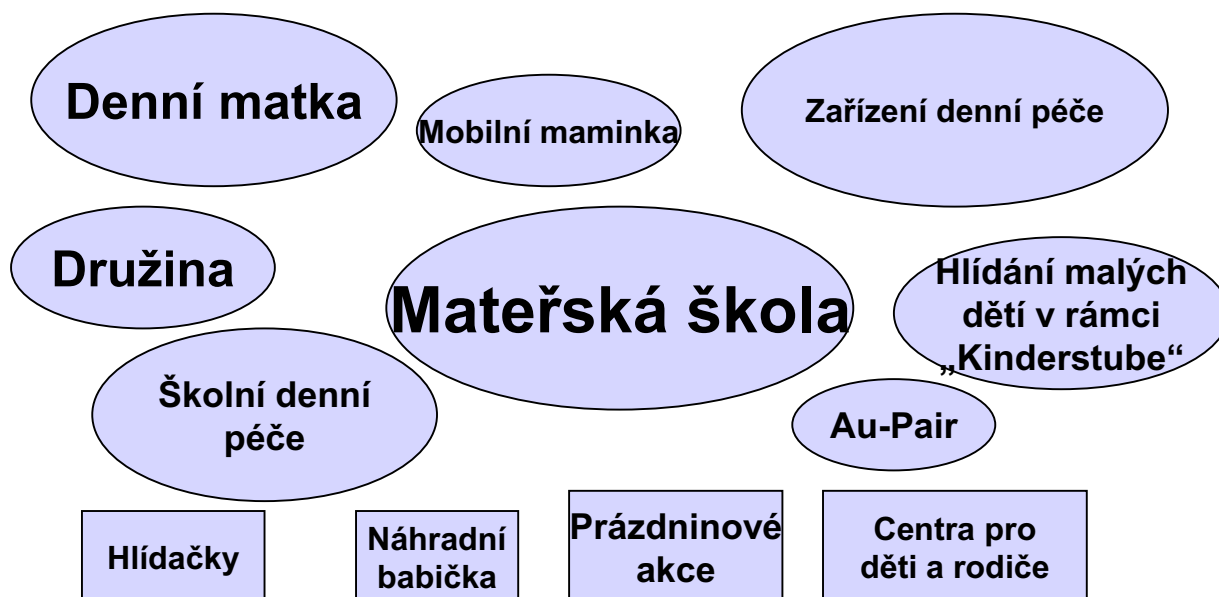 Denní matka
Mobilní maminka
Zařízení denní péče
Družina
Mateřská škola
Hlídání malých
dětí v rámci
„Kinderstube“
Školní denní
péče
Au-Pair
Hlídačky
Náhradní
babička
Prázdninové
akce
Centra pro
děti a rodiče